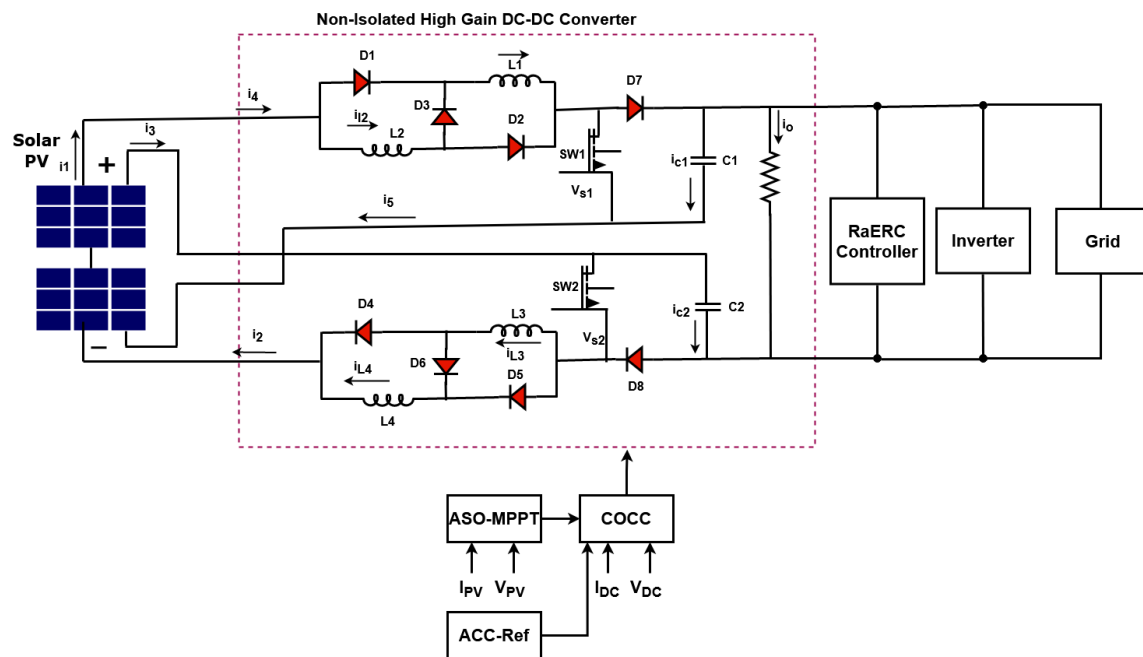 Non-Isolated High Gain DC-DC Converter
D1
L1
D7
i4
D3
iI2
L2
D2
io
Solar
PV
i1
+
i3
SW1
Vs1
ic1
C1
i5
RaERC
Controller
Inverter
Grid
SW2
Vs2
ic2
C2
D4
L3
i2
D6
iL3
iL4
D5
D8
L4
−
ASO-MPPT
COCC
IPV
VPV
IDC
VDC
ACC-Ref